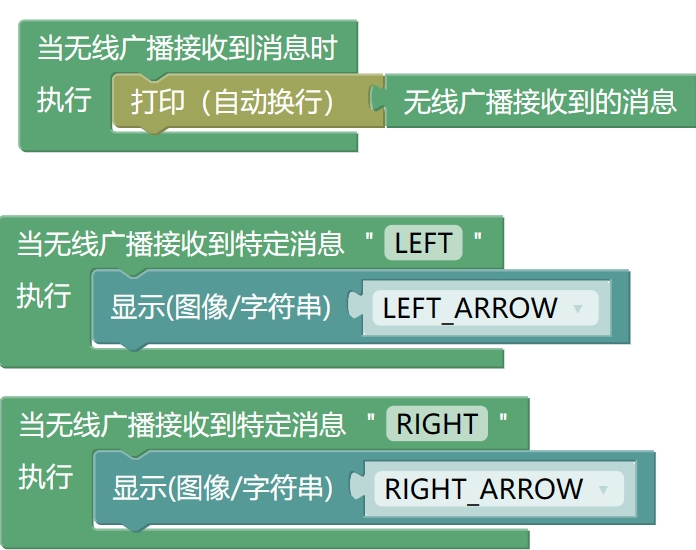 当无线广播接收到消息时
执行 打印（自动换行） 无线广播接收到的消息
当无线广播接收到特定消息 " LEFT "
执行 显示(图像/字符串) LEFT_ARROW
当无线广播接收到特定消息 " RIGHT "
执行 显示(图像/字符串) RIGHT_ARROW